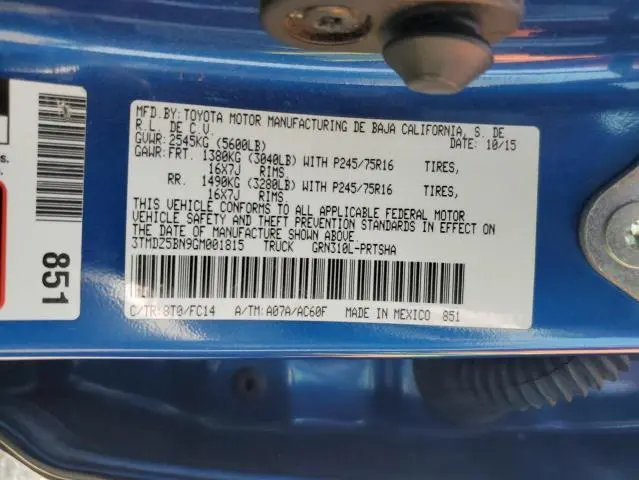 MFD.BY:TOYOTA MOTOR MANUFACTURING DE BAJA CALIFORNIA, S. DE
R.L. DE C.V. DATE: 10/15
GVWR:2545KG (5600LB)
GAWR:FRT. 1380KG (3040LB) WITH P245/75R16 TIRES,
16X7J RIMS
RR. 1490KG (3280LB) WITH P245/75R16 TIRES,
16X7J RIMS
THIS VEHICLE CONFORMS TO ALL APPLICABLE FEDERAL MOTOR
VEHICLE SAFETY AND THEFT PREVENTION STANDARDS IN EFFECT ON
THE DATE OF MANUFACTURE SHOWN ABOVE.
3TMDZ5BN9GM001815 TRUCK GRN310L-PRTSHA
C/TR:8T0/FC14 A/TM:A07A/AC60F MADE IN MEXICO 851
851